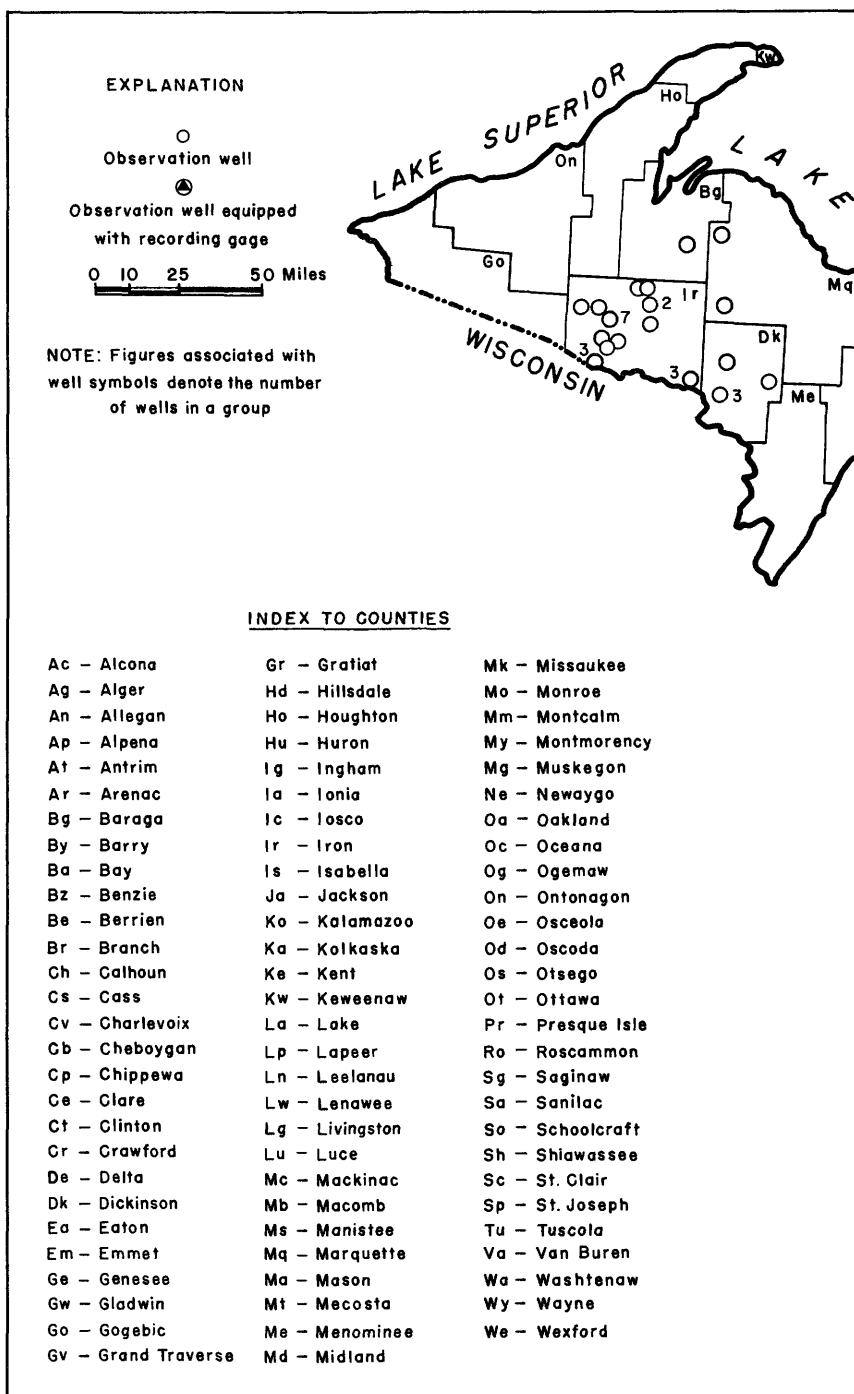 EXPLANATION
Observation well
Observation well equipped
with recording gage
0 10 25 50 Miles
NOTE: Figures associated with
well symbols denote the number
of wells in a group
LAKE SUPERIOR
LAKE
WISCONSIN
Kw
Ho
On
Bg
Go
Mq
Ir
2
7
3
3
Dk
3
Me
INDEX TO COUNTIES
Ac – Alcona
Ag – Alger
An – Allegan
Ap – Alpena
At – Antrim
Ar – Arenac
Bg – Baraga
By – Barry
Ba – Bay
Bz – Benzie
Be – Berrien
Br – Branch
Ch – Calhoun
Cs – Cass
Cv – Charlevoix
Cb – Cheboygan
Cp – Chippewa
Ce – Clare
Ct – Clinton
Cr – Crawford
De – Delta
Dk – Dickinson
Ea – Eaton
Em – Emmet
Ge – Genesee
Gw – Gladwin
Go – Gogebic
Gv – Grand Traverse
Gr – Gratiat
Hd – Hillsdale
Ho – Houghton
Hu – Huron
Ig – Ingham
Ia – Ionia
Ic – Iosco
Ir – Iron
Is – Isabella
Ja – Jackson
Ko – Kalamazoo
Ka – Kolkaska
Ke – Kent
Kw – Keweenaw
La – Lake
Lp – Lapeer
Ln – Leelanau
Lw – Lenawee
Lg – Livingston
Lu – Luce
Mc – Mackinac
Mb – Macomb
Ms – Manistee
Mq – Marquette
Ma – Mason
Mt – Mecosta
Me – Menominee
Md – Midland
Mk – Missaukee
Mo – Monroe
Mm – Montcalm
My – Montmorency
Mg – Muskegon
Ne – Newaygo
Oa – Oakland
Oc – Oceana
Og – Ogemaw
On – Ontonagon
Oe – Osceola
Od – Oscoda
Os – Otsego
Ot – Ottawa
Pr – Presque Isle
Ro – Roscammon
Sg – Saginaw
Sa – Sanilac
So – Schoolcraft
Sh – Shiawassee
Sc – St. Clair
Sp – St. Joseph
Tu – Tuscola
Va – Van Buren
Wa – Washtenaw
Wy – Wayne
We – Wexford